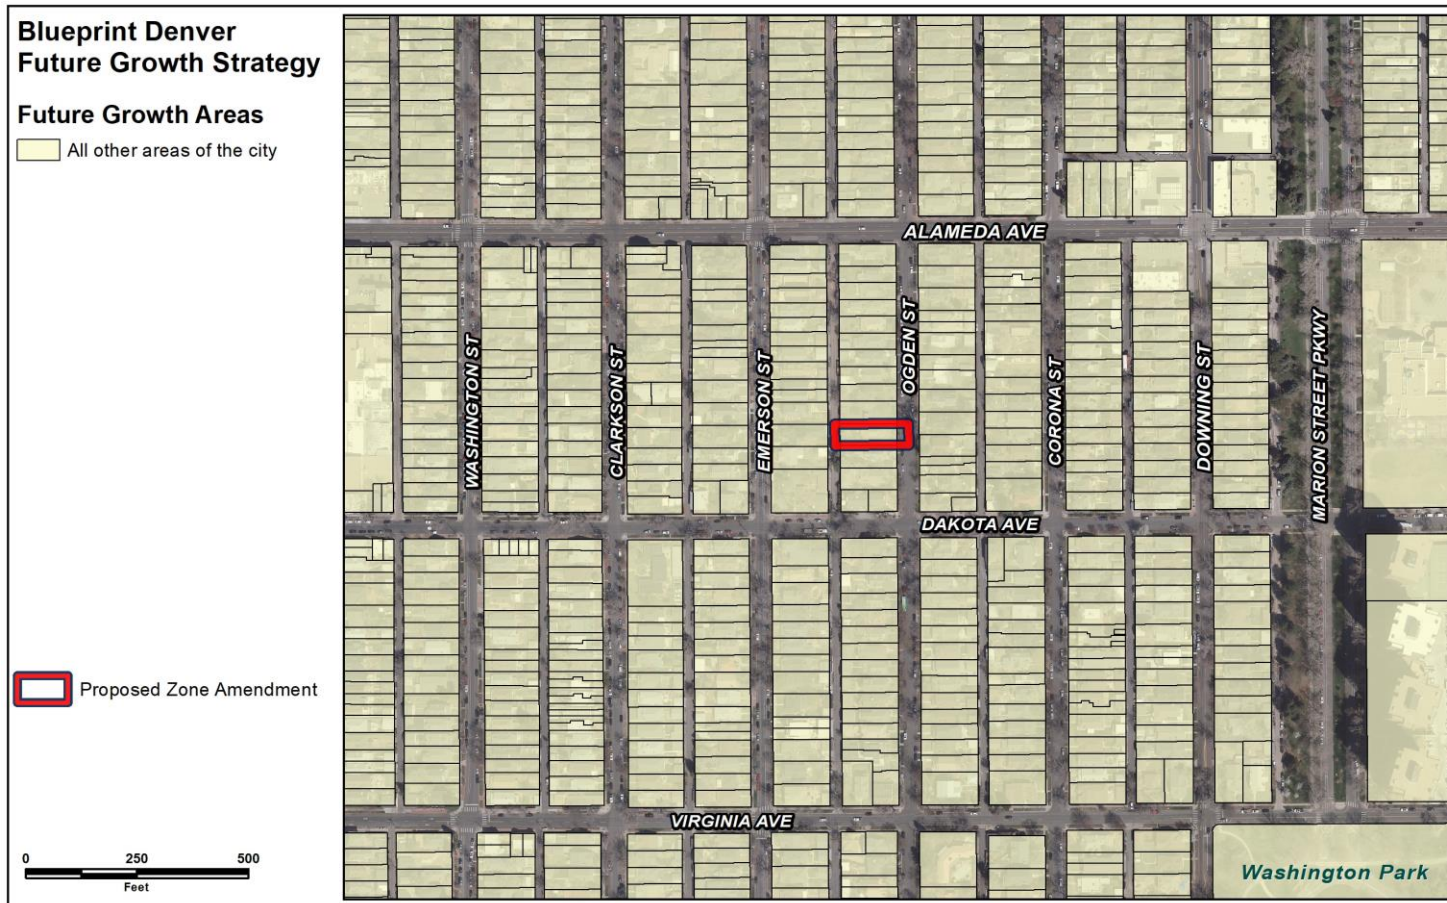 Blueprint Denver
Future Growth Strategy
Future Growth Areas
All other areas of the city
Proposed Zone Amendment
0 250 500
Feet
ALAMEDA AVE
WASHINGTON ST
CLARKSON ST
EMERSON ST
OGDEN ST
CORONA ST
DOWNING ST
MARION STREET PKWY
DAKOTA AVE
VIRGINIA AVE
Washington Park